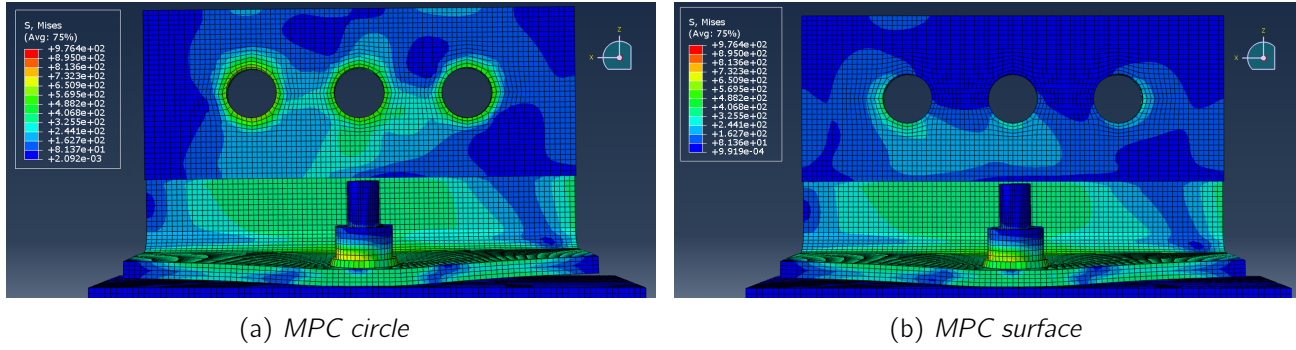 S, Mises
(Avg: 75%)
+9.764e+02
+8.950e+02
+8.136e+02
+7.323e+02
+6.509e+02
+5.695e+02
+4.882e+02
+4.068e+02
+3.255e+02
+2.441e+02
+1.627e+02
+8.137e+01
+2.092e-03
z
x
S, Mises
(Avg: 75%)
+9.764e+02
+8.950e+02
+8.136e+02
+7.323e+02
+6.509e+02
+5.695e+02
+4.882e+02
+4.068e+02
+3.255e+02
+2.441e+02
+1.627e+02
+8.136e+01
+9.919e-04
z
x
(a) MPC circle
(b) MPC surface